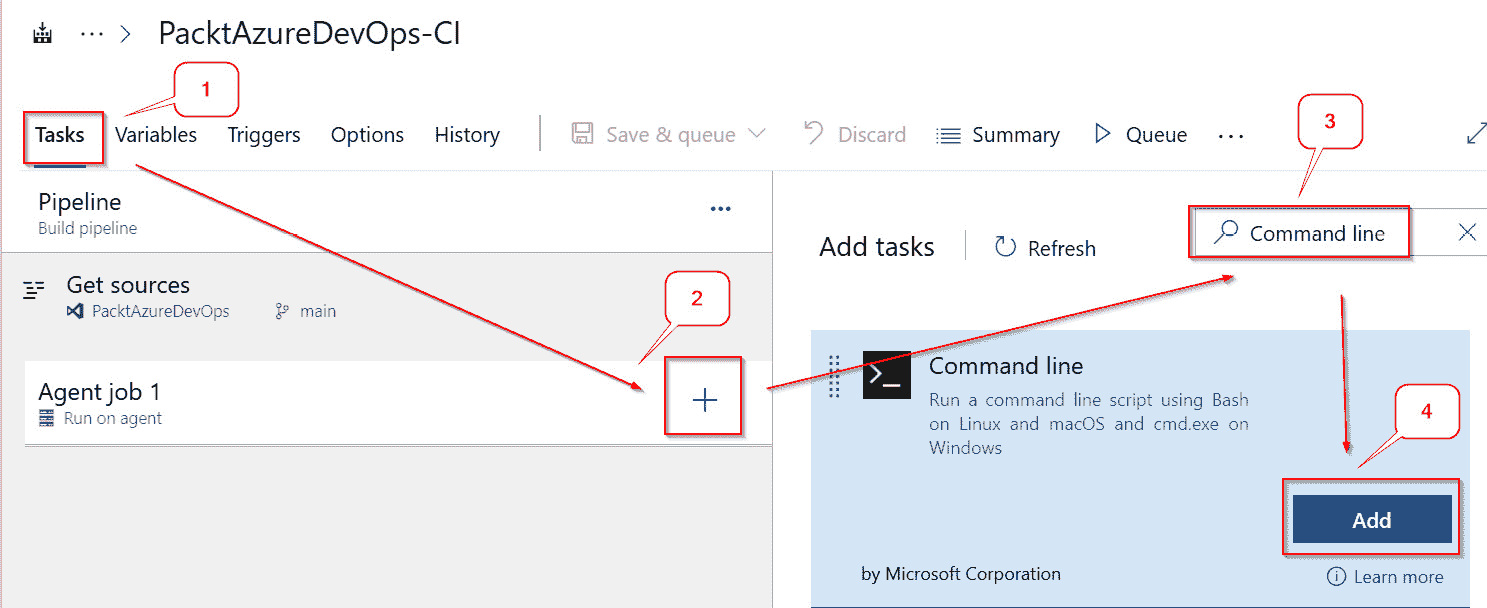 ... > PacktAzureDevOps-CI
1
Tasks Variables Triggers Options History Save & queue Discard Summary Queue ...
3
Pipeline
Build pipeline
...
Command line
Add tasks Refresh
Get sources
PacktAzureDevOps main
2
Agent job 1
Run on agent
+
Command line
Run a command line script using Bash
on Linux and macOS and cmd.exe on
Windows
4
Add
by Microsoft Corporation
Learn more